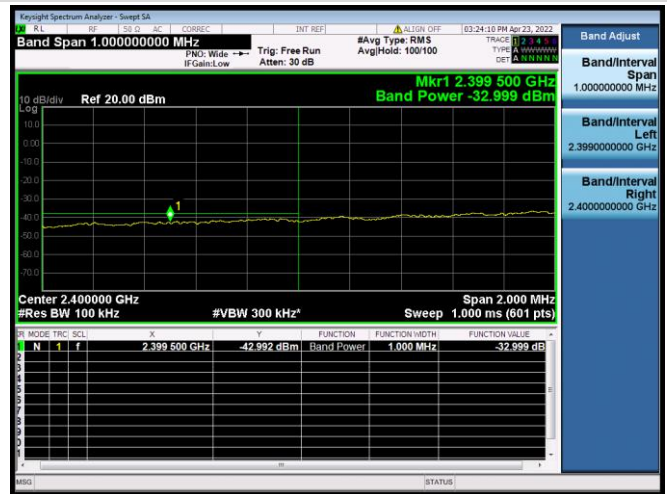 Keysight Spectrum Analyzer - Swept SA
RL RF 50 Ω AC CORREC INT REF ALIGN OFF 03:24:10 PM Apr 23, 2022
Band Span 1.000000000 MHz
PNO: Wide
IFGain:Low
Trig: Free Run
Atten: 30 dB
#Avg Type: RMS
Avg|Hold: 100/100
TRACE 1 2 3 4 5 6
TYPE A WWWWW
DET A N N N N N
Mkr1 2.399 500 GHz
Band Power -32.999 dBm
10 dB/div Ref 20.00 dBm
Log
10.0
0.00
-10.0
-20.0
-30.0
-40.0
-50.0
-60.0
-70.0
1
Center 2.400000 GHz Span 2.000 MHz
#Res BW 100 kHz #VBW 300 kHz* Sweep 1.000 ms (601 pts)
MODE TRC SCL X Y FUNCTION FUNCTION WIDTH FUNCTION VALUE
1 N 1 f 2.399 500 GHz -42.992 dBm Band Power 1.000 MHz -32.999 dB
2
3
4
5
6
7
8
9
MSG STATUS
Band Adjust
Band/Interval
Span
1.000000000 MHz
Band/Interval
Left
2.3990000000 GHz
Band/Interval
Right
2.4000000000 GHz